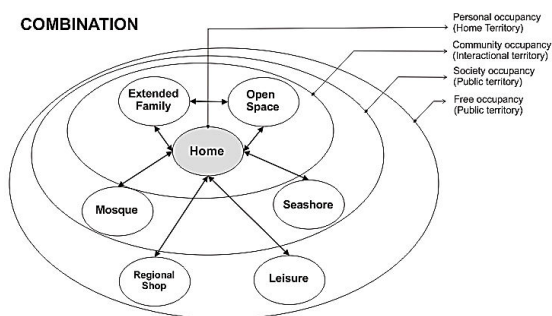 COMBINATION
Personal occupancy
(Home Territory)
Community occupancy
(Interactional territory)
Society occupancy
(Public territory)
Free occupancy
(Public territory)
Extended
Family
Open
Space
Home
Mosque
Seashore
Regional
Shop
Leisure